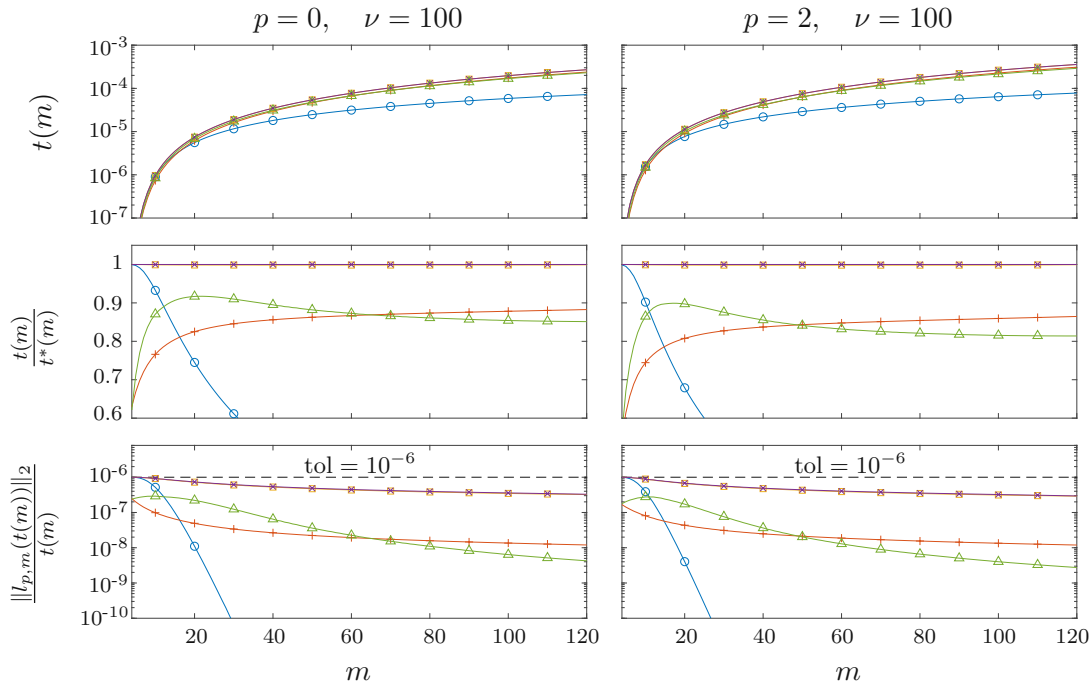 p = 0, ν = 100
p = 2, ν = 100
t(m)
10^{-3}
10^{-4}
10^{-5}
10^{-6}
10^{-7}
t(m)
t*(m)
1
0.9
0.8
0.7
0.6
||l_{p,m}(t(m))||_2
t(m)
10^{-6}
10^{-7}
10^{-8}
10^{-9}
10^{-10}
tol = 10^{-6}
tol = 10^{-6}
20 40 60 80 100 120
20 40 60 80 100 120
m
m